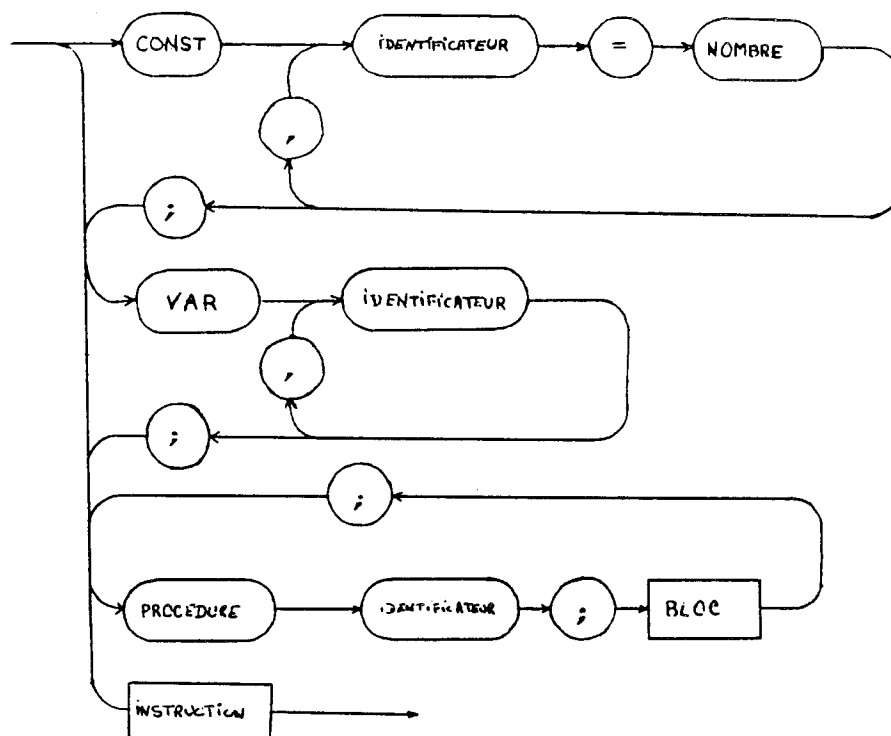 CONST IDENTIFICATEUR = NOMBRE
,
;
VAR IDENTIFICATEUR
,
;
;
PROCEDURE IDENTIFICATEUR ; BLOC
INSTRUCTION